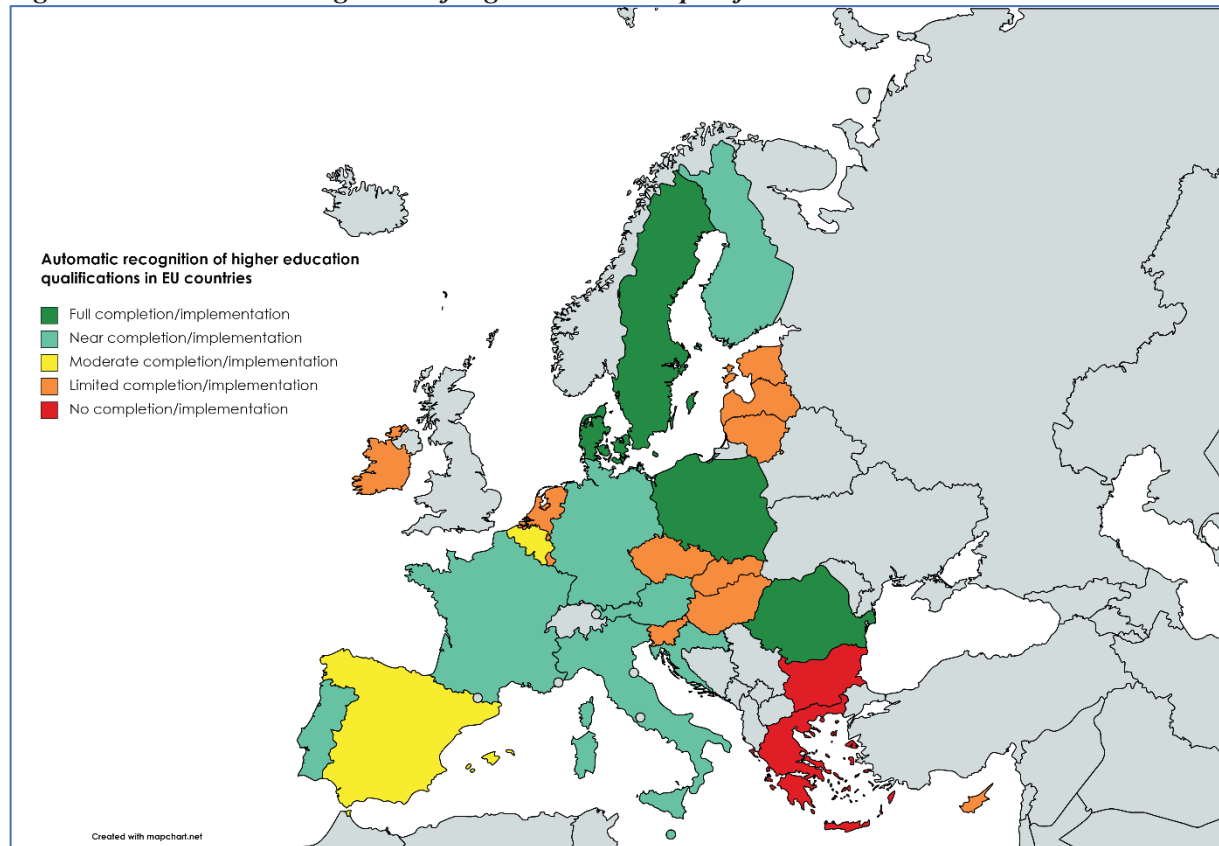 Automatic recognition of higher education
qualifications in EU countries
Full completion/implementation
Near completion/implementation
Moderate completion/implementation
Limited completion/implementation
No completion/implementation
Created with mapchart.net